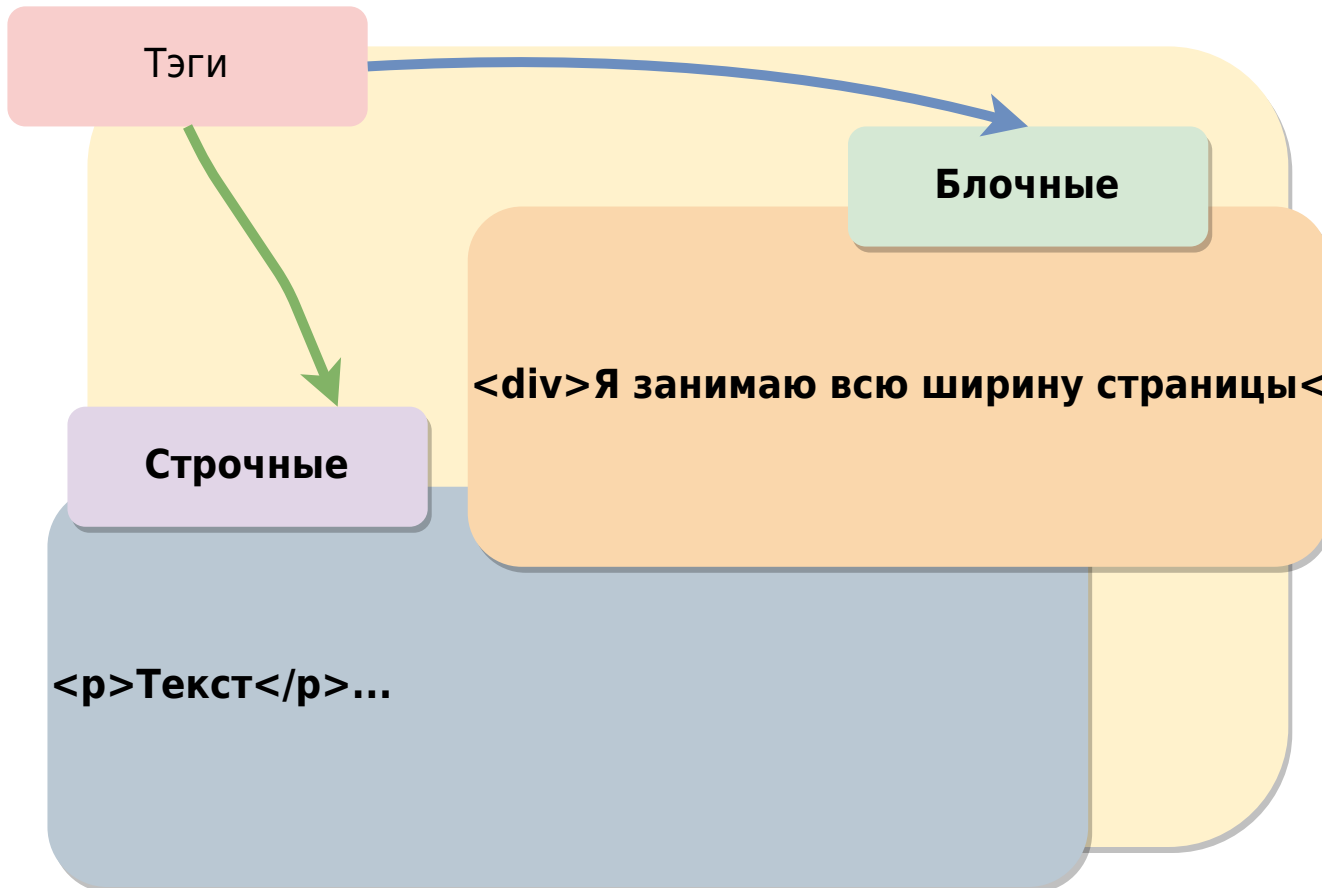 Тэги
Блочные
<div>Я занимаю всю ширину страницы<
Строчные
<p>Текст</p>...